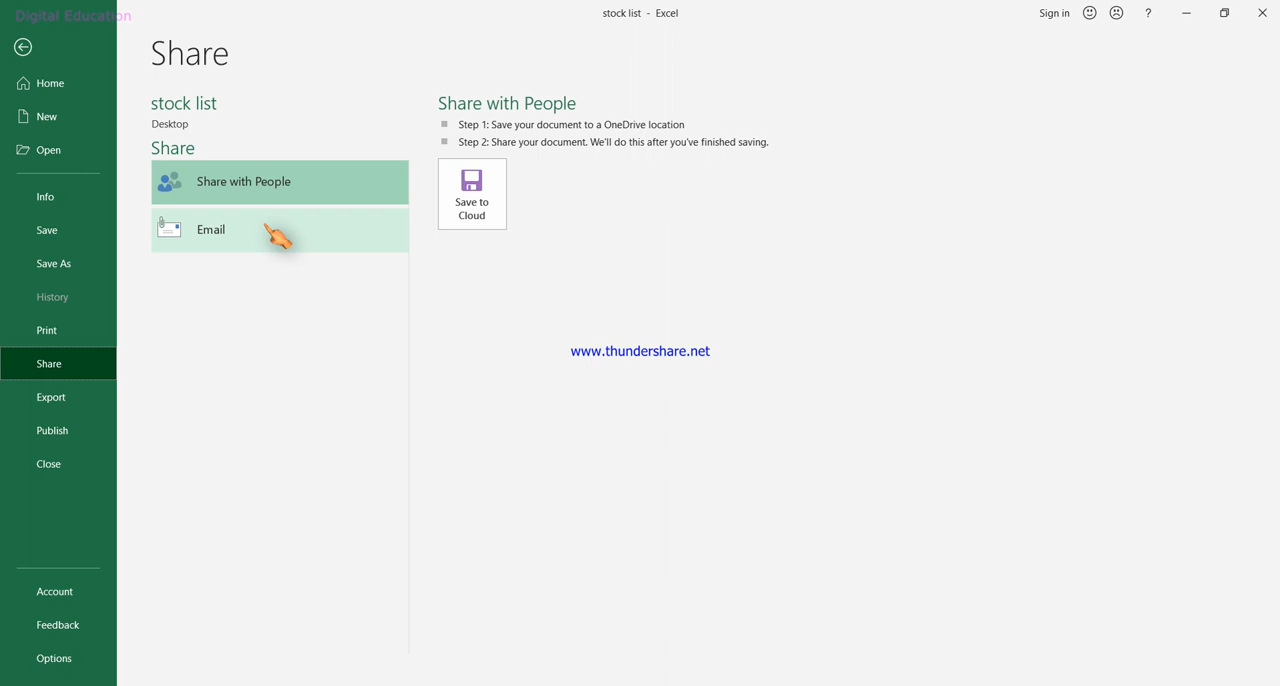 Digital Education
stock list - Excel
Sign in
?
Share
Home
New
Open
Info
Save
Save As
History
Print
Share
Export
Publish
Close
Account
Feedback
Options
stock list
Desktop
Share
Share with People
Email
Share with People
Step 1: Save your document to a OneDrive location
Step 2: Share your document. We'll do this after you've finished saving.
Save to
Cloud
www.thundershare.net